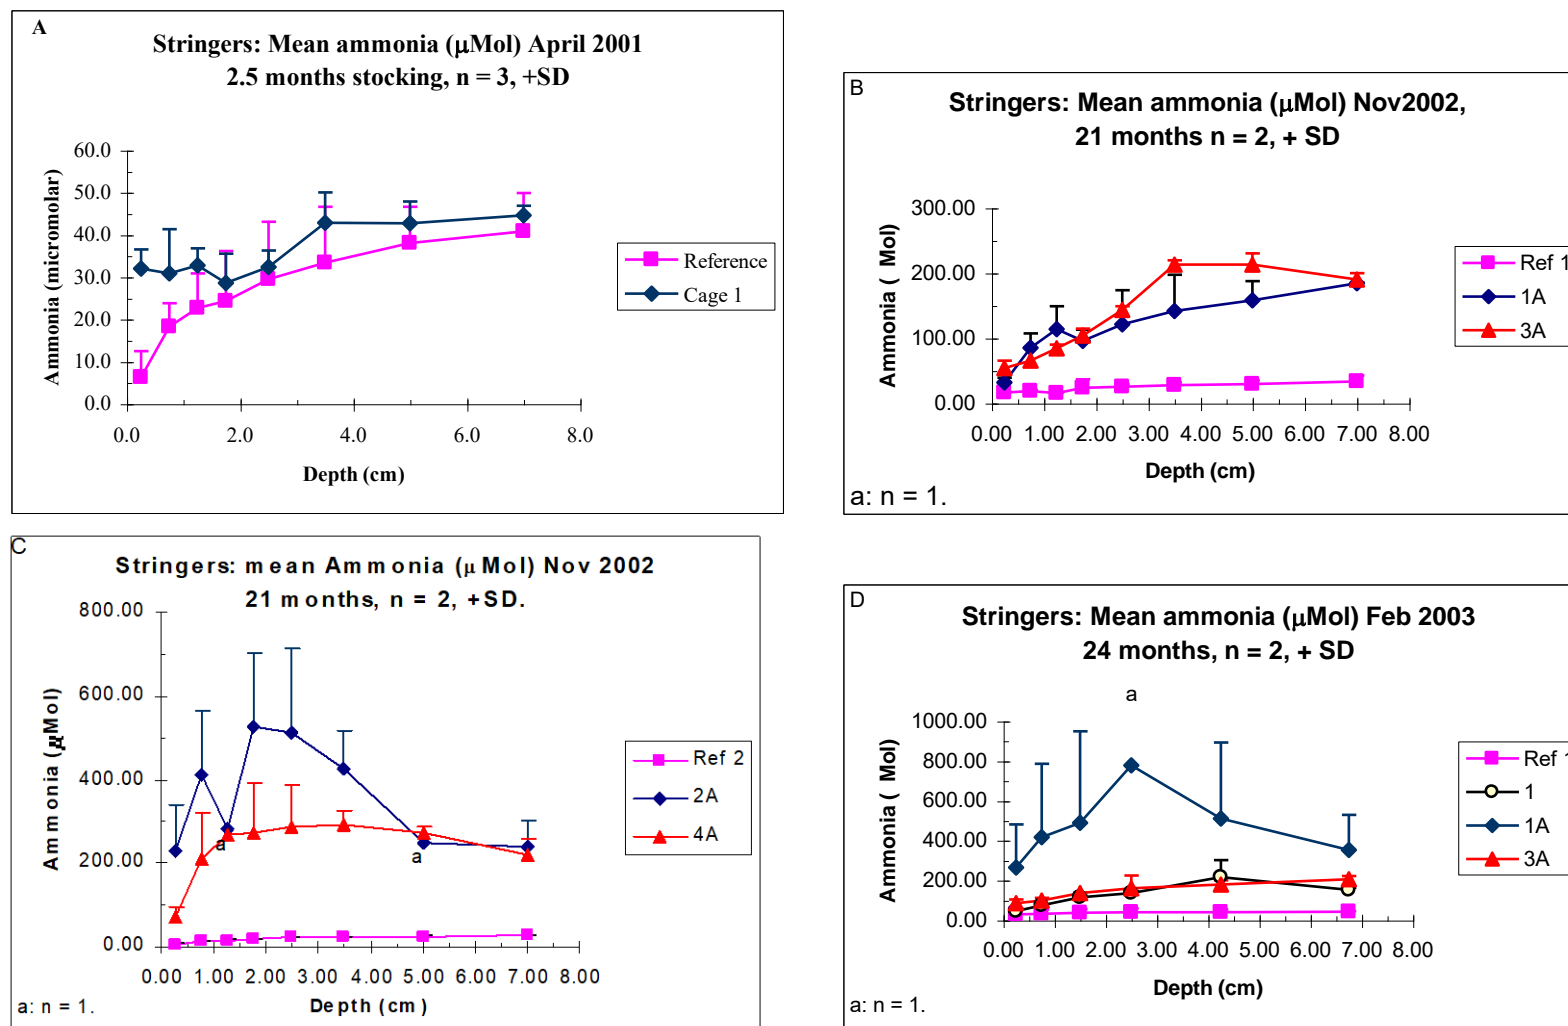 A
Stringers: Mean ammonia (μMol) April 2001
2.5 months stocking, n = 3, +SD
Ammonia (micromolar)
60.0
50.0
40.0
30.0
20.0
10.0
0.0
0.0 2.0 4.0 6.0 8.0
Depth (cm)
Reference
Cage 1
B
Stringers: Mean ammonia (μMol) Nov2002,
21 months n = 2, + SD
Ammonia ( Mol)
300.00
200.00
100.00
0.00
0.00 1.00 2.00 3.00 4.00 5.00 6.00 7.00 8.00
Depth (cm)
Ref 1
1A
3A
a: n = 1.
C
Stringers: mean Ammonia (μ Mol) Nov 2002
21 months, n = 2, +SD.
Ammonia (μMol)
800.00
600.00
400.00
200.00
0.00
a
a
0.00 1.00 2.00 3.00 4.00 5.00 6.00 7.00 8.00
Depth (cm)
Ref 2
2A
4A
a: n = 1.
D
Stringers: Mean ammonia (μMol) Feb 2003
24 months, n = 2, + SD
a
Ammonia ( Mol)
1000.00
800.00
600.00
400.00
200.00
0.00
0.00 1.00 2.00 3.00 4.00 5.00 6.00 7.00 8.00
Depth (cm)
Ref 1
1
1A
3A
a: n = 1.